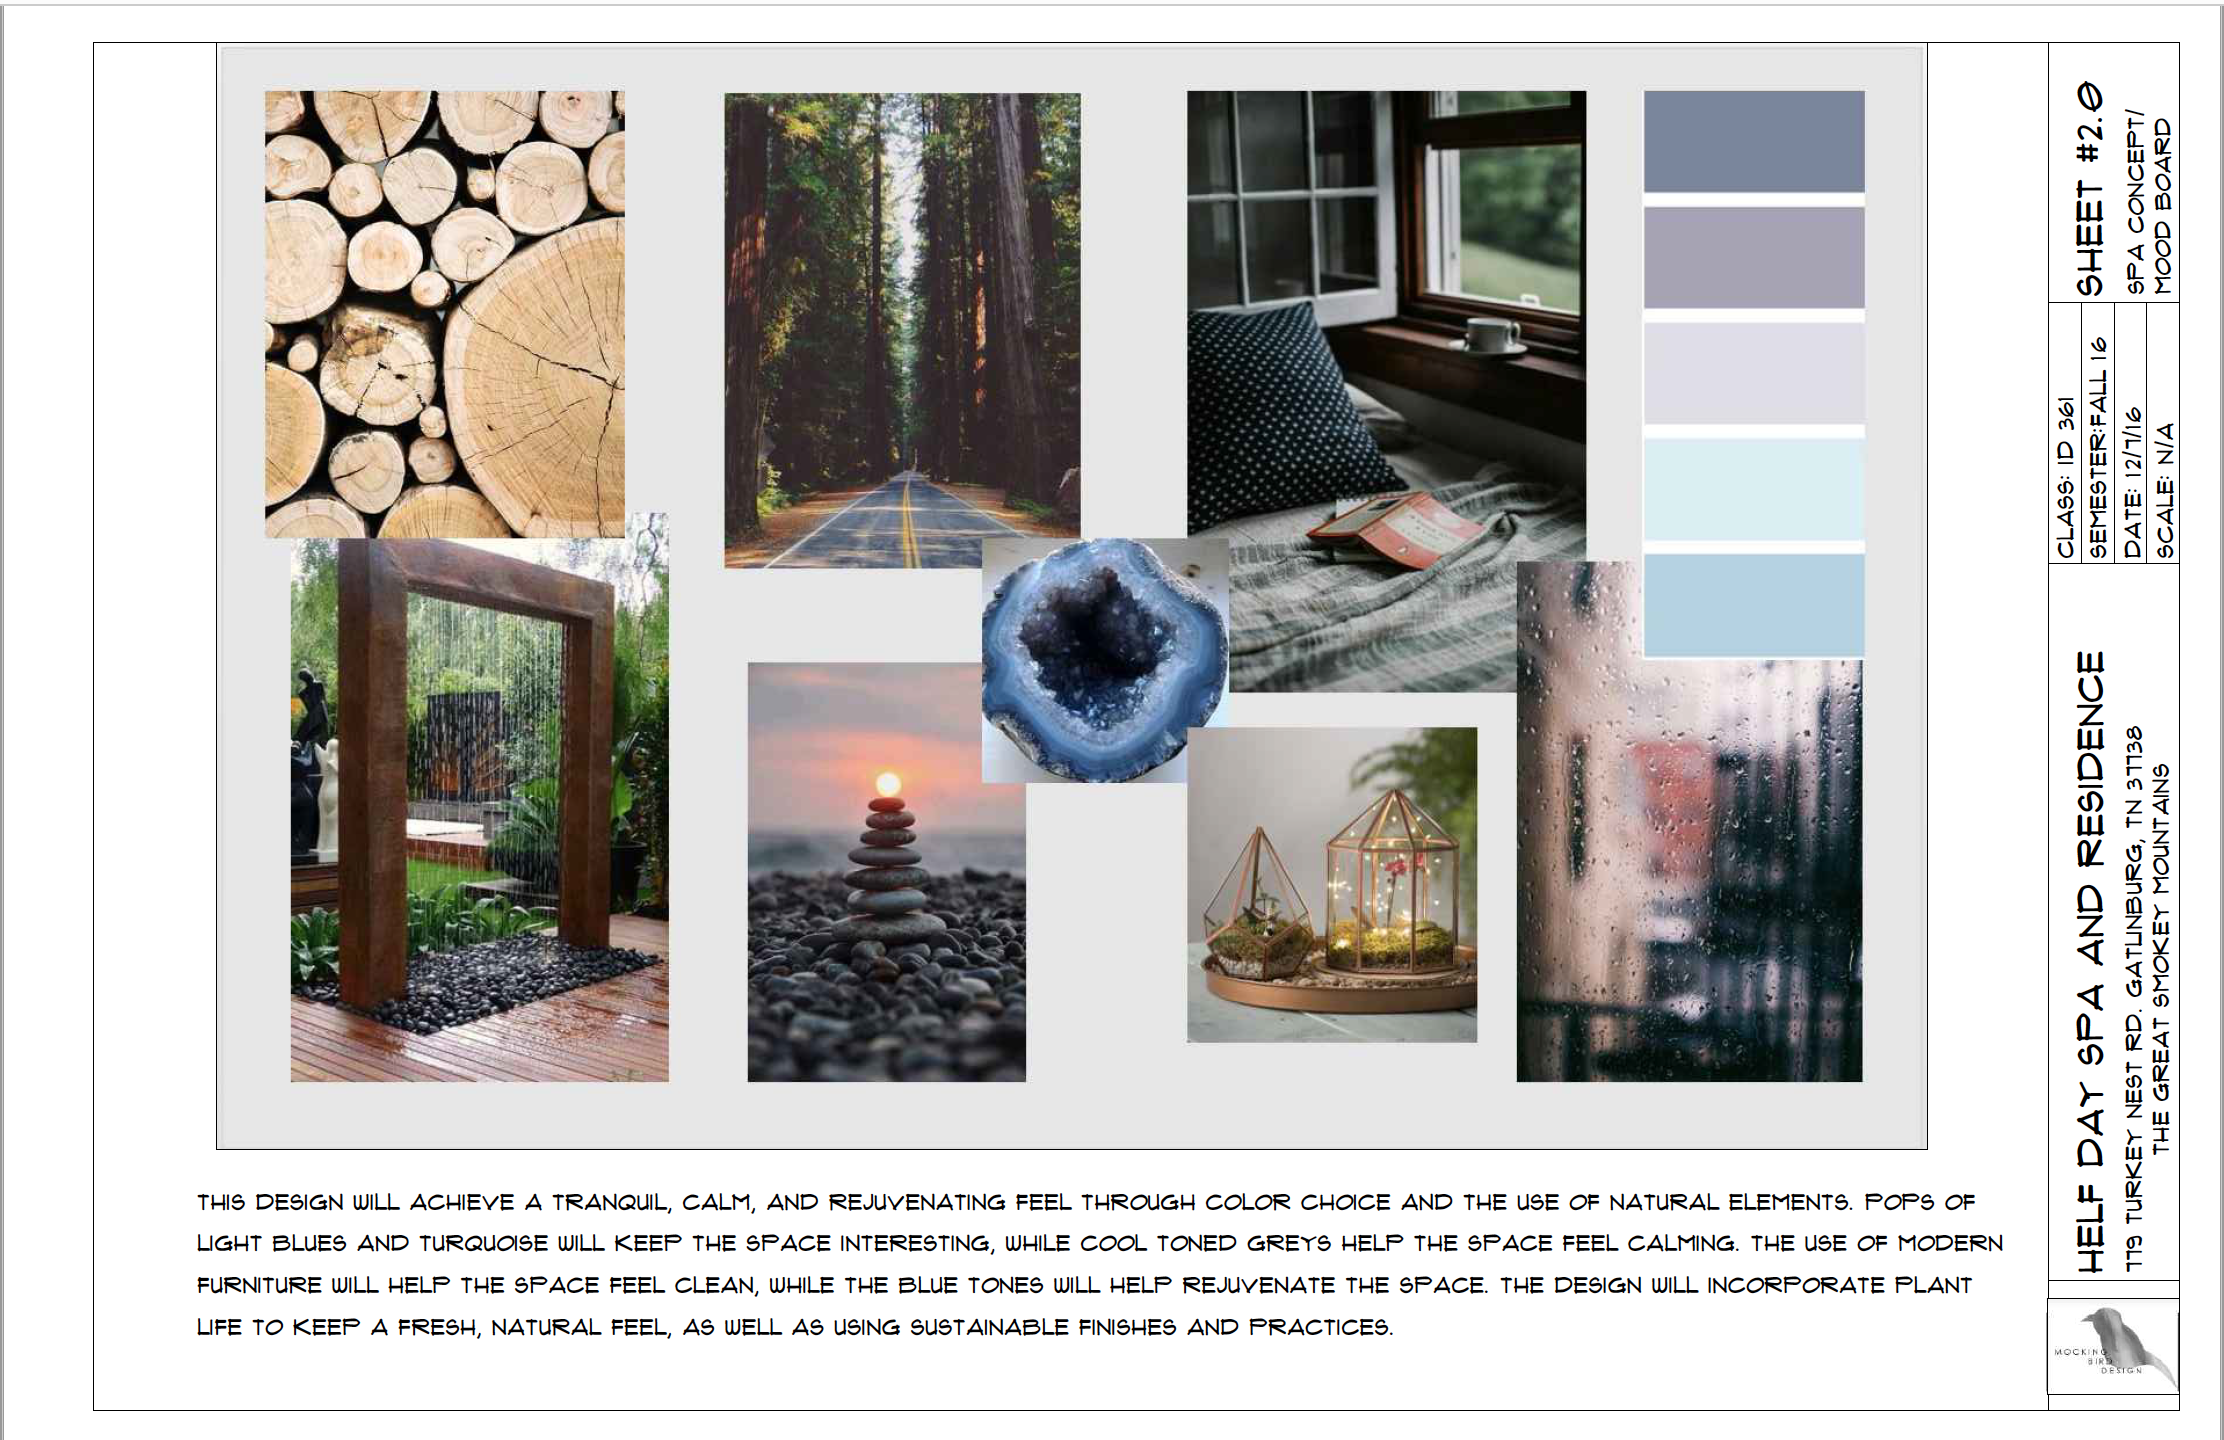 THIS DESIGN WILL ACHIEVE A TRANQUIL, CALM, AND REJUVENATING FEEL THROUGH COLOR CHOICE AND THE USE OF NATURAL ELEMENTS. POPS OF
LIGHT BLUES AND TURQUOISE WILL KEEP THE SPACE INTERESTING, WHILE COOL TONED GREYS HELP THE SPACE FEEL CALMING. THE USE OF MODERN
FURNITURE WILL HELP THE SPACE FEEL CLEAN, WHILE THE BLUE TONES WILL HELP REJUVENATE THE SPACE. THE DESIGN WILL INCORPORATE PLANT
LIFE TO KEEP A FRESH, NATURAL FEEL, AS WELL AS USING SUSTAINABLE FINISHES AND PRACTICES.
SHEET #2.0
SPA CONCEPT/
MOOD BOARD
CLASS: ID 361
SEMESTER:FALL 16
DATE: 12/7/16
SCALE: N/A
HELF DAY SPA AND RESIDENCE
779 TURKEY NEST RD. GATLINBURG, TN 37738
THE GREAT SMOKEY MOUNTAINS
MOCKING
BIRD
DESIGN